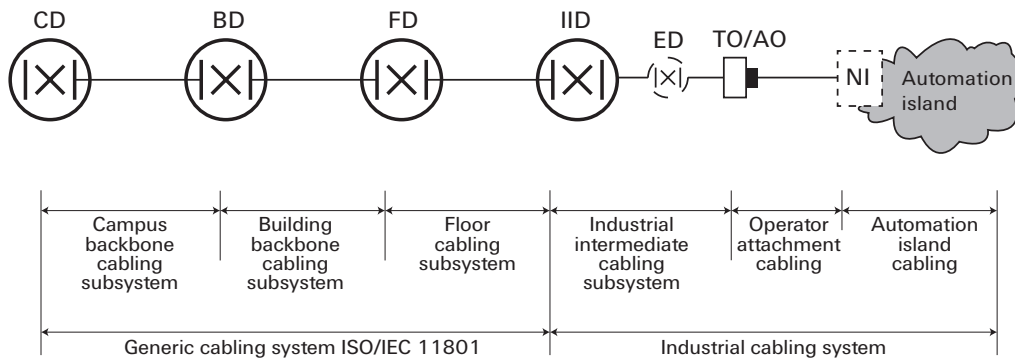 CD
BD
FD
IID
ED
TO/AO
NI
Automation
island
Campus
backbone
cabling
subsystem
Building
backbone
cabling
subsystem
Floor
cabling
subsystem
Industrial
intermediate
cabling
subsystem
Operator
attachment
cabling
Automation
island
cabling
Generic cabling system ISO/IEC 11801
Industrial cabling system